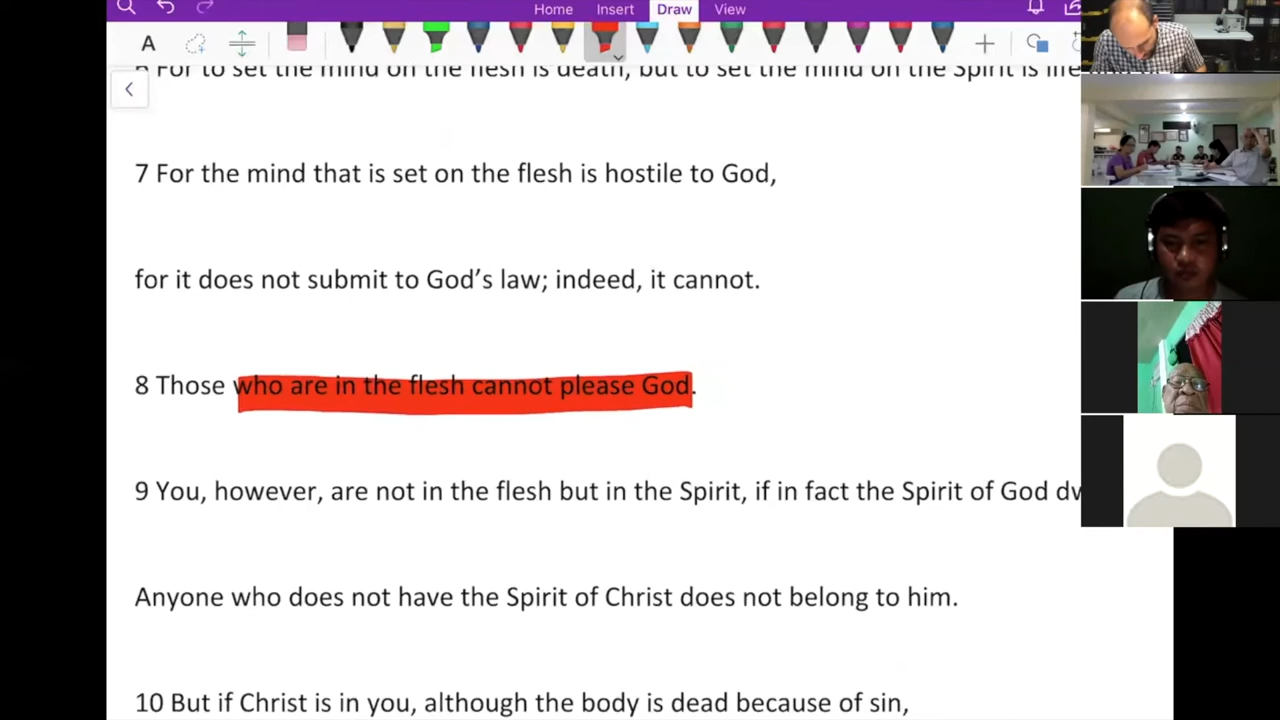 Home Insert Draw View
A
6 For to set the mind on the flesh is death, but to set the mind on the Spirit is life
7 For the mind that is set on the flesh is hostile to God,
for it does not submit to God’s law; indeed, it cannot.
8 Those who are in the flesh cannot please God.
9 You, however, are not in the flesh but in the Spirit, if in fact the Spirit of God
Anyone who does not have the Spirit of Christ does not belong to him.
10 But if Christ is in you, although the body is dead because of sin,